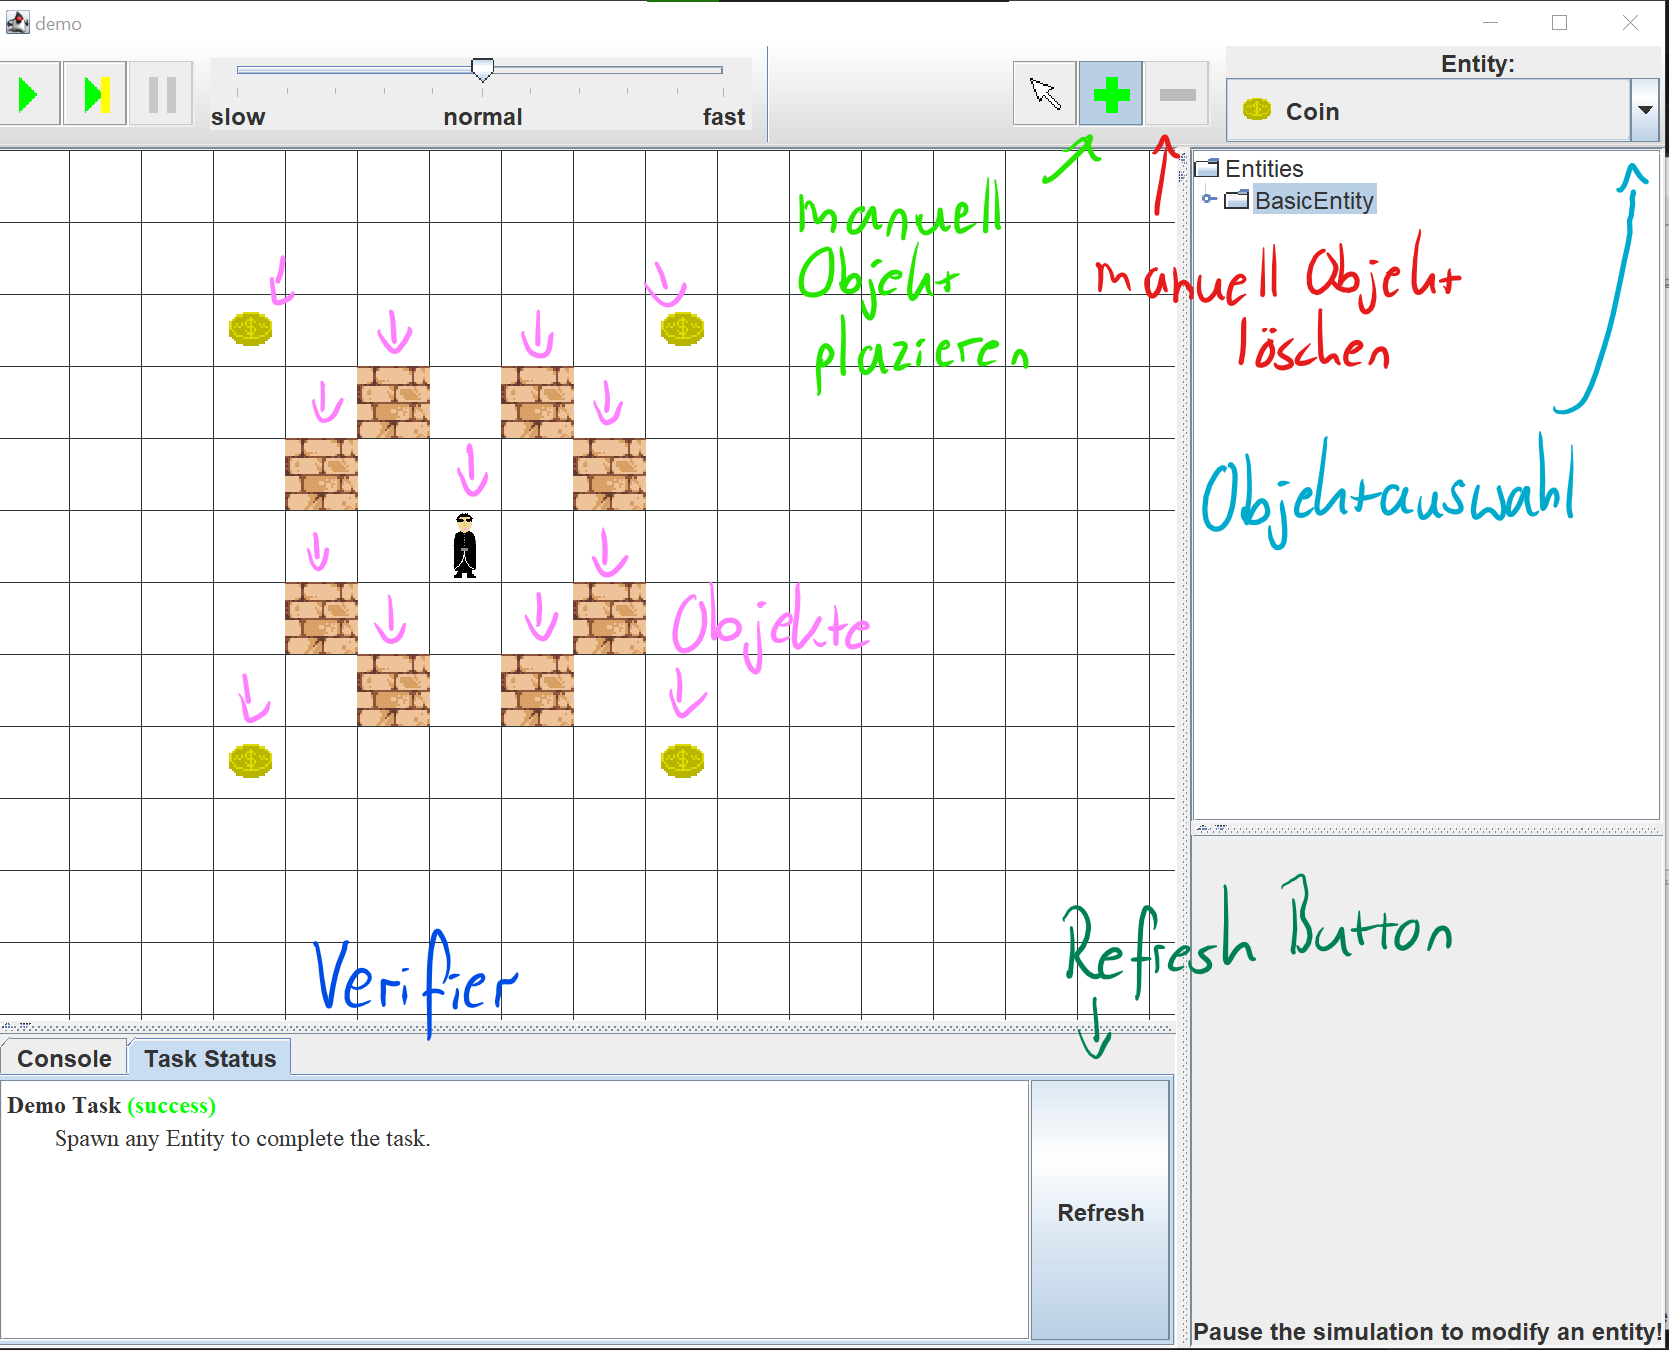 demo
Entity:
slow normal fast
Coin
Entities
BasicEntity
manuell
Objekt
plazieren
manuell Objekt
löschen
Objektauswahl
Objekte
Verifier
Refresh Button
Console Task Status
Demo Task (success)
Spawn any Entity to complete the task.
Refresh
Pause the simulation to modify an entity!